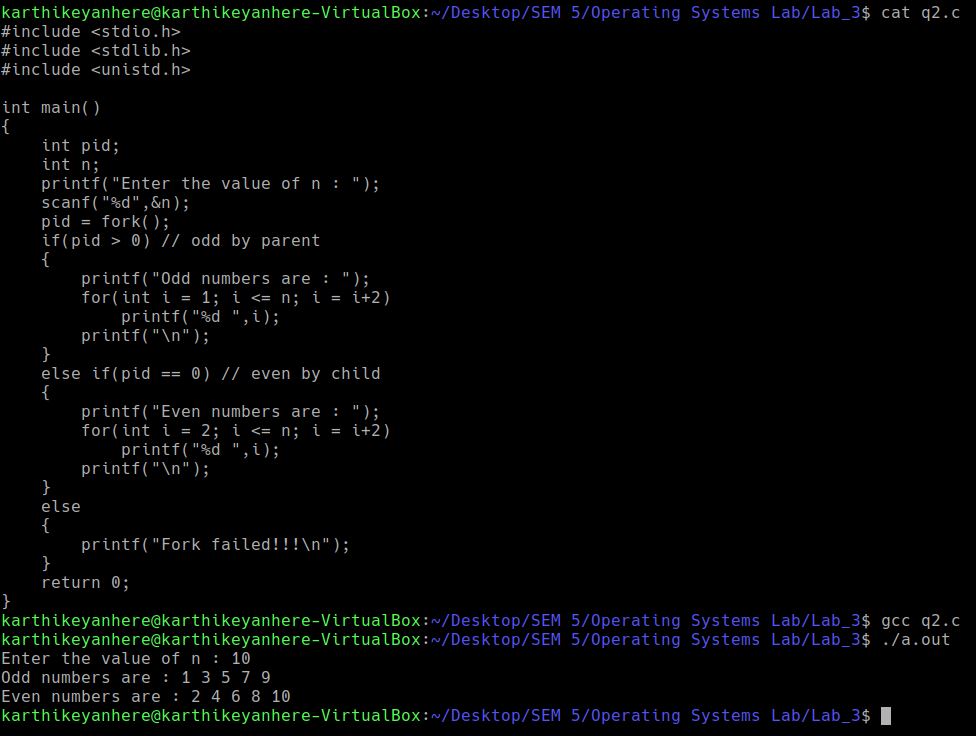 karthikeyanhere@karthikeyanhere-VirtualBox:~/Desktop/SEM 5/Operating Systems Lab/Lab_3$ cat q2.c
#include <stdio.h>
#include <stdlib.h>
#include <unistd.h>

int main()
{
    int pid;
    int n;
    printf("Enter the value of n : ");
    scanf("%d",&n);
    pid = fork();
    if(pid > 0) // odd by parent
    {
        printf("Odd numbers are : ");
        for(int i = 1; i <= n; i = i+2)
            printf("%d ",i);
        printf("\n");
    }
    else if(pid == 0) // even by child
    {
        printf("Even numbers are : ");
        for(int i = 2; i <= n; i = i+2)
            printf("%d ",i);
        printf("\n");
    }
    else
    {
        printf("Fork failed!!!\n");
    }
    return 0;
}
karthikeyanhere@karthikeyanhere-VirtualBox:~/Desktop/SEM 5/Operating Systems Lab/Lab_3$ gcc q2.c
karthikeyanhere@karthikeyanhere-VirtualBox:~/Desktop/SEM 5/Operating Systems Lab/Lab_3$ ./a.out
Enter the value of n : 10
Odd numbers are : 1 3 5 7 9
Even numbers are : 2 4 6 8 10
karthikeyanhere@karthikeyanhere-VirtualBox:~/Desktop/SEM 5/Operating Systems Lab/Lab_3$